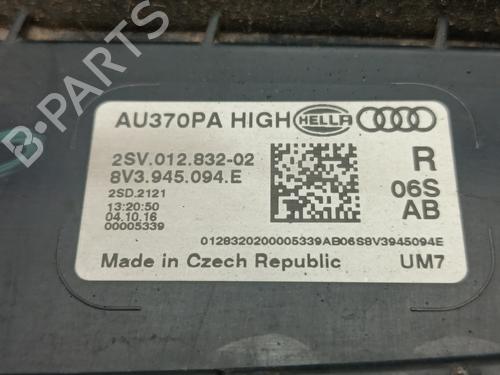 AU370PA HIGH HELLA
2SV.012.832-02 R
8V3.945.094.E 06S
2SD.2121 AB
13:20:50
04.10.16
00005339
0128320200005339AB06S8V3945094E
Made in Czech Republic UM7
B-PARTS